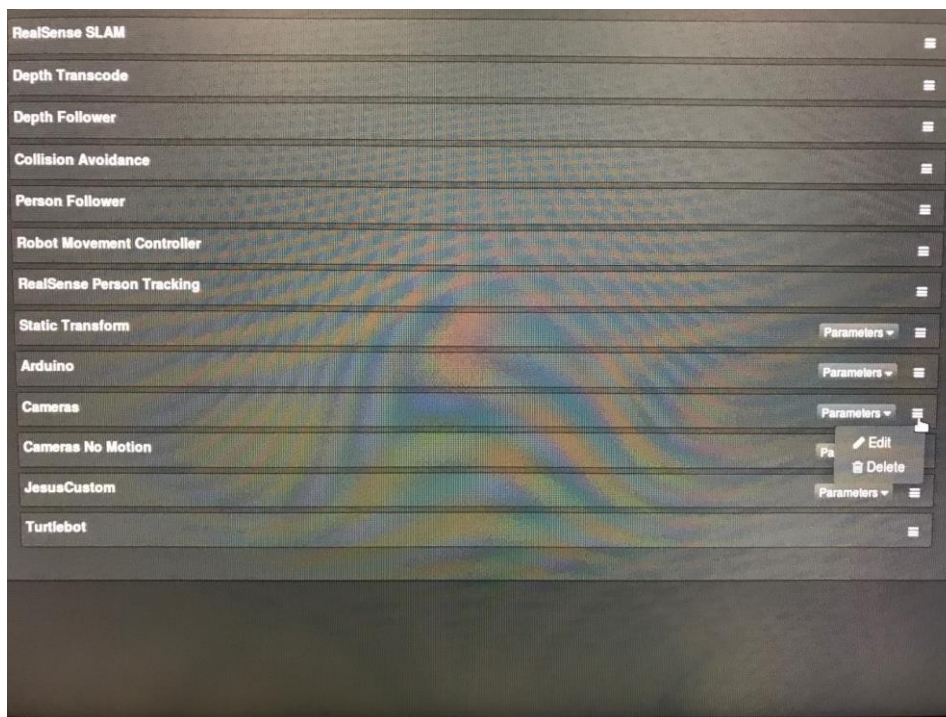 RealSense SLAM
Depth Transcode
Depth Follower
Collision Avoidance
Person Follower
Robot Movement Controller
RealSense Person Tracking
Static Transform Parameters
Arduino Parameters
Cameras Parameters
Edit
Cameras No Motion Pa
Delete
JesusCustom Parameters
Turtlebot